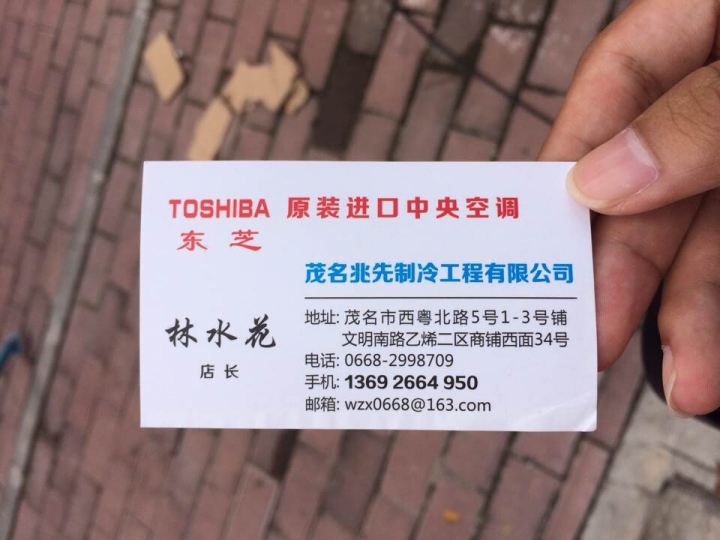 TOSHIBA 原装进口中央空调
东芝
茂名兆先制冷工程有限公司
林水花
店长
地址: 茂名市西粤北路5号1-3号铺
文明南路乙烯二区商铺西面34号
电话: 0668-2998709
手机: 1369 2664 950
邮箱: wzx0668@163.com